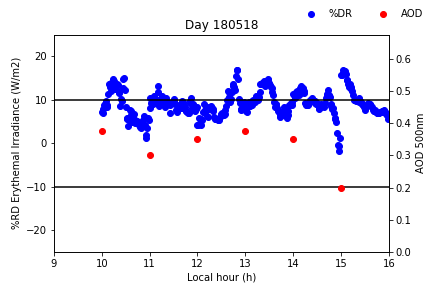 %DR AOD
Day 180518
%RD Erythermal Irradiance (W/m2)
20
10
0
−10
−20
0.6
0.5
0.4
0.3
0.2
0.1
0.0
AOD 500nm
9 10 11 12 13 14 15 16
Local hour (h)